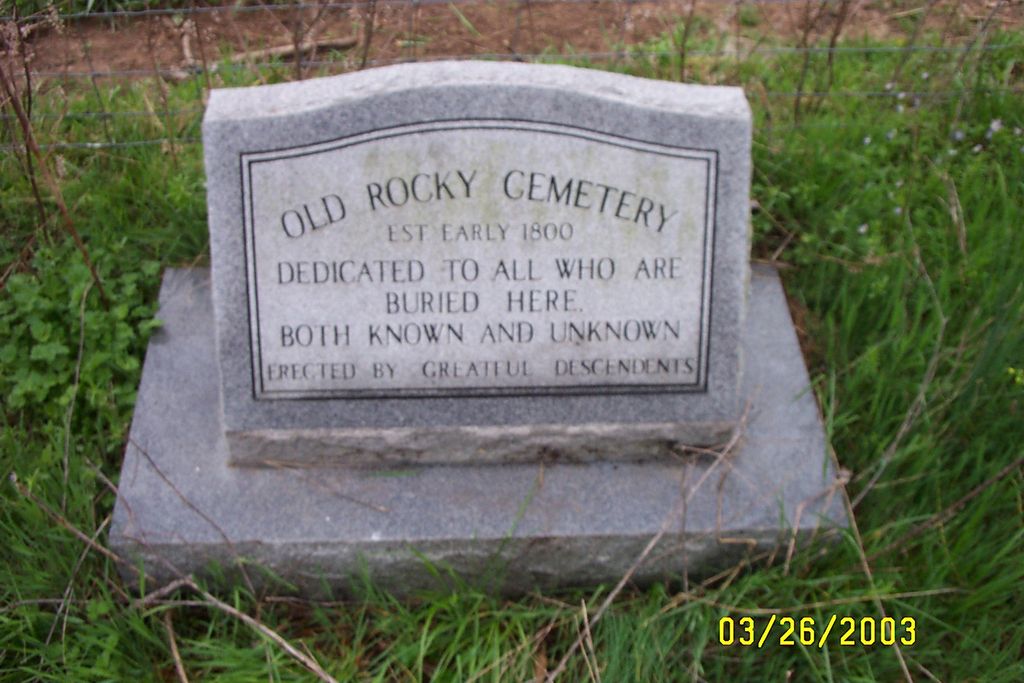 OLD ROCKY CEMETERY
EST EARLY 1800
DEDICATED TO ALL WHO ARE
BURIED HERE.
BOTH KNOWN AND UNKNOWN
ERECTED BY GREATFUL DESCENDENTS
03/26/2003